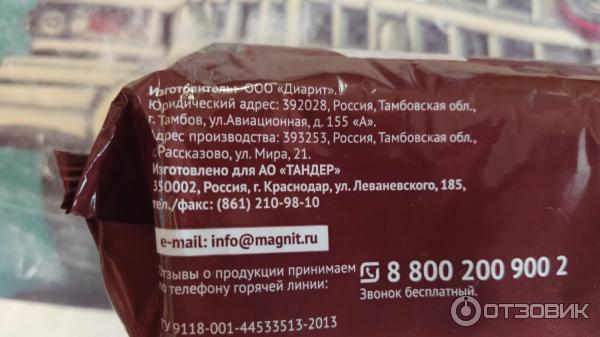 Изготовитель: ООО «Диарит».
Юридический адрес: 392028, Россия, Тамбовская обл.,
г. Тамбов, ул.Авиационная, д. 155 «А».
Адрес производства: 393253, Россия, Тамбовская обл.,
г.Рассказово, ул. Мира, 21.
Изготовлено для АО «ТАНДЕР»
350002, Россия, г. Краснодар, ул. Леваневского, 185,
тел./факс: (861) 210-98-10
e-mail: info@magnit.ru
Отзывы о продукции принимаем
по телефону горячей линии:
8 800 200 900 2
Звонок бесплатный.
ТУ 9118-001-44533513-2013
ОТЗОВИК